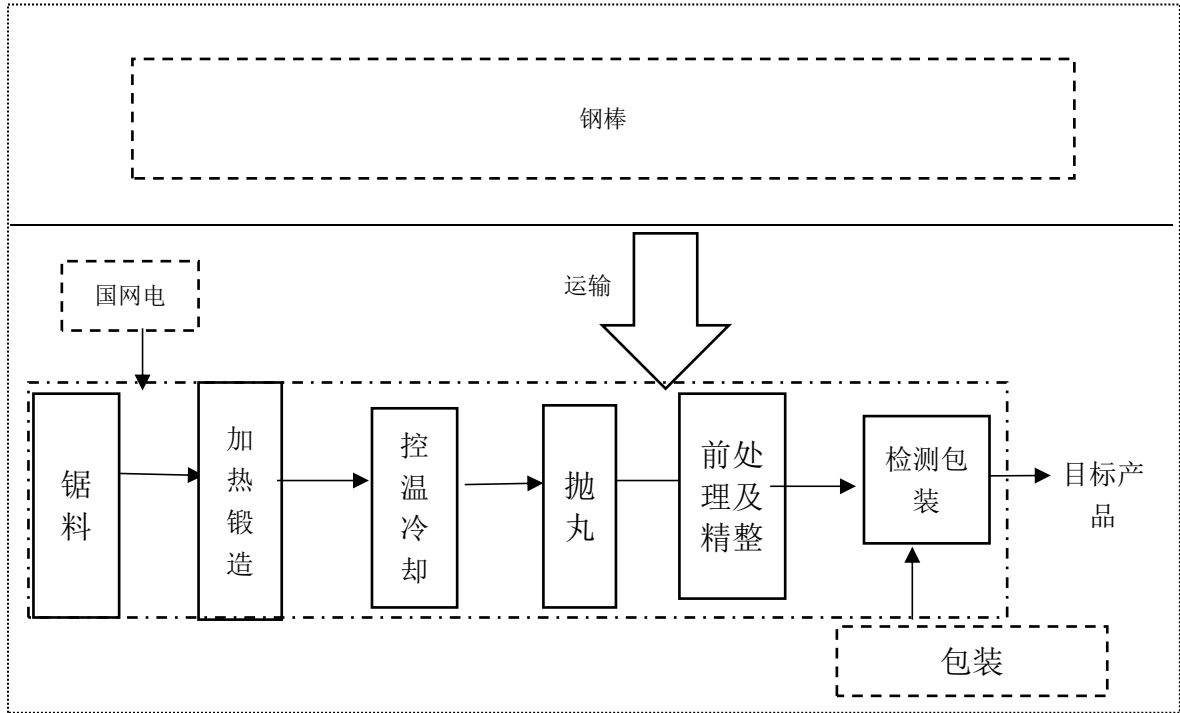 钢棒
运输
国网电
锯
料
加
热
锻
造
控
温
冷
却
抛
丸
前处
理及
精整
检测包
装
目标产
品
包装